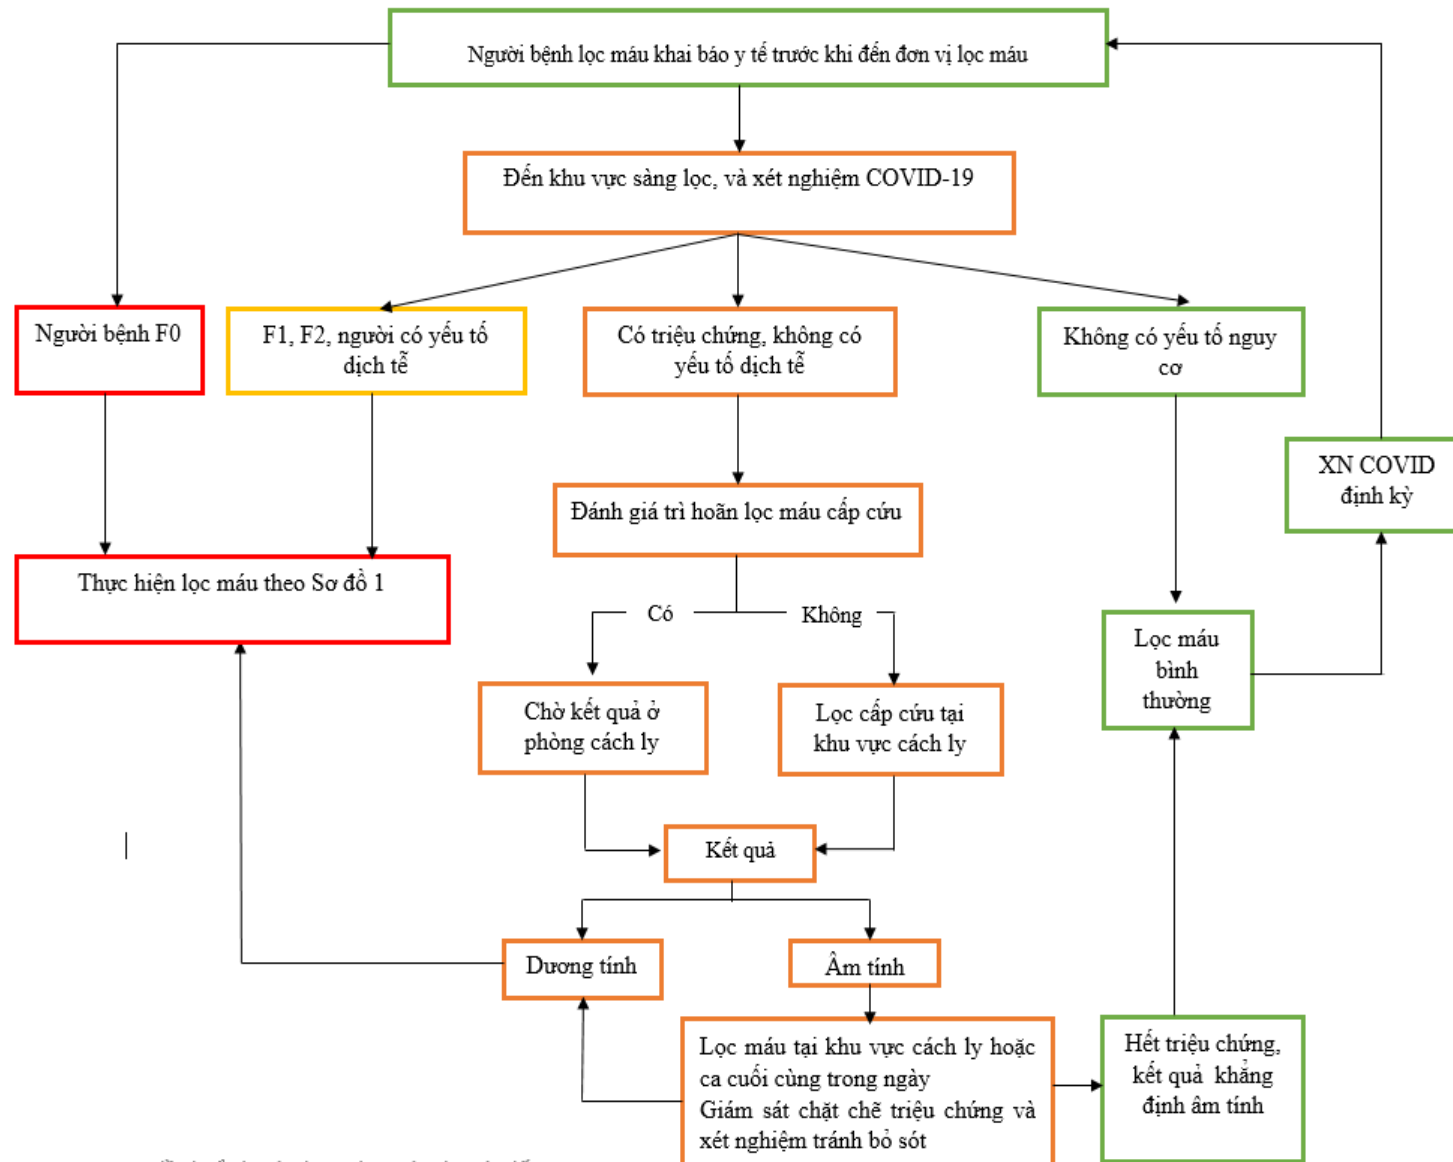 Người bệnh lọc máu khai báo y tế trước khi đến đơn vị lọc máu
Đến khu vực sàng lọc, và xét nghiệm COVID-19
Người bệnh F0
F1, F2, người có yếu tố
dịch tễ
Có triệu chứng, không có
yếu tố dịch tễ
Không có yếu tố nguy
cơ
XN COVID
định kỳ
Đánh giá trì hoãn lọc máu cấp cứu
Thực hiện lọc máu theo Sơ đồ 1
Có
Không
Lọc máu
bình
thường
Chờ kết quả ở
phòng cách ly
Lọc cấp cứu tại
khu vực cách ly
Kết quả
Dương tính
Âm tính
Lọc máu tại khu vực cách ly hoặc
ca cuối cùng trong ngày
Giám sát chặt chẽ triệu chứng và
xét nghiệm tránh bỏ sót
Hết triệu chứng,
kết quả khẳng
định âm tính